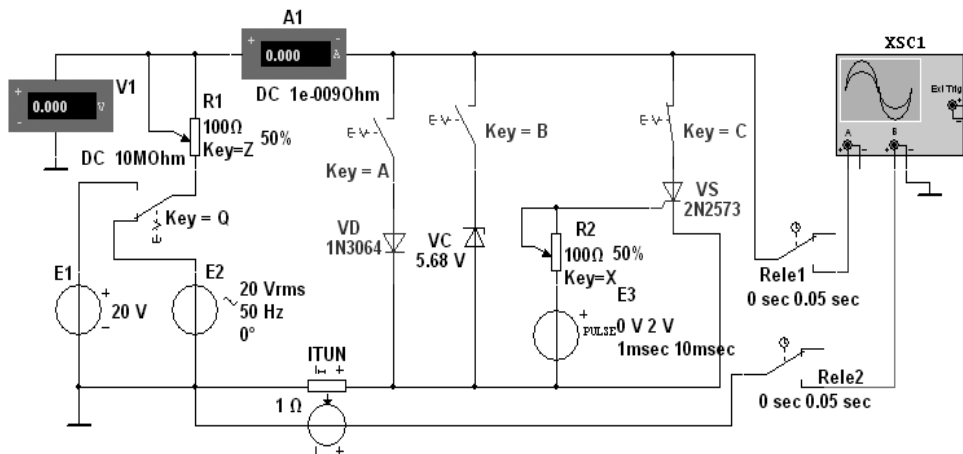 A1
XSC1
+
-
0.000
A
Ext Trig
+
-
A
B
+
-
+
-
+
-
0.000
V
V1
DC 1e-009Ohm
R1
100Ω
50%
Key=Z
DC 10MOhm
Key = A
Key = B
Key = C
Key = Q
VS
2N2573
VD
1N3064
VC
5.68 V
R2
100Ω 50%
Key=X
Rele1
0 sec 0.05 sec
E1
+
-
20 V
E2
20 Vrms
50 Hz
0°
E3
+
PULSE
0 V 2 V
1msec 10msec
ITUN
- +
1 Ω
- +
Rele2
0 sec 0.05 sec